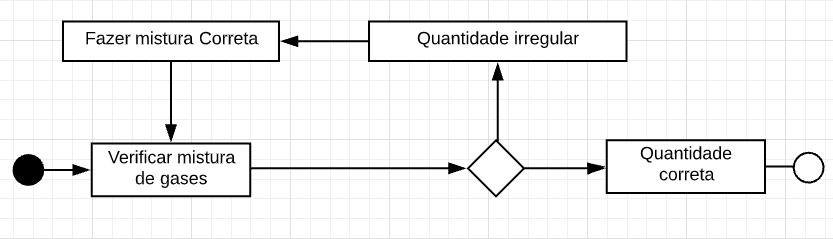 Fazer mistura Correta
Quantidade irregular
Verificar mistura
de gases
Quantidade
correta